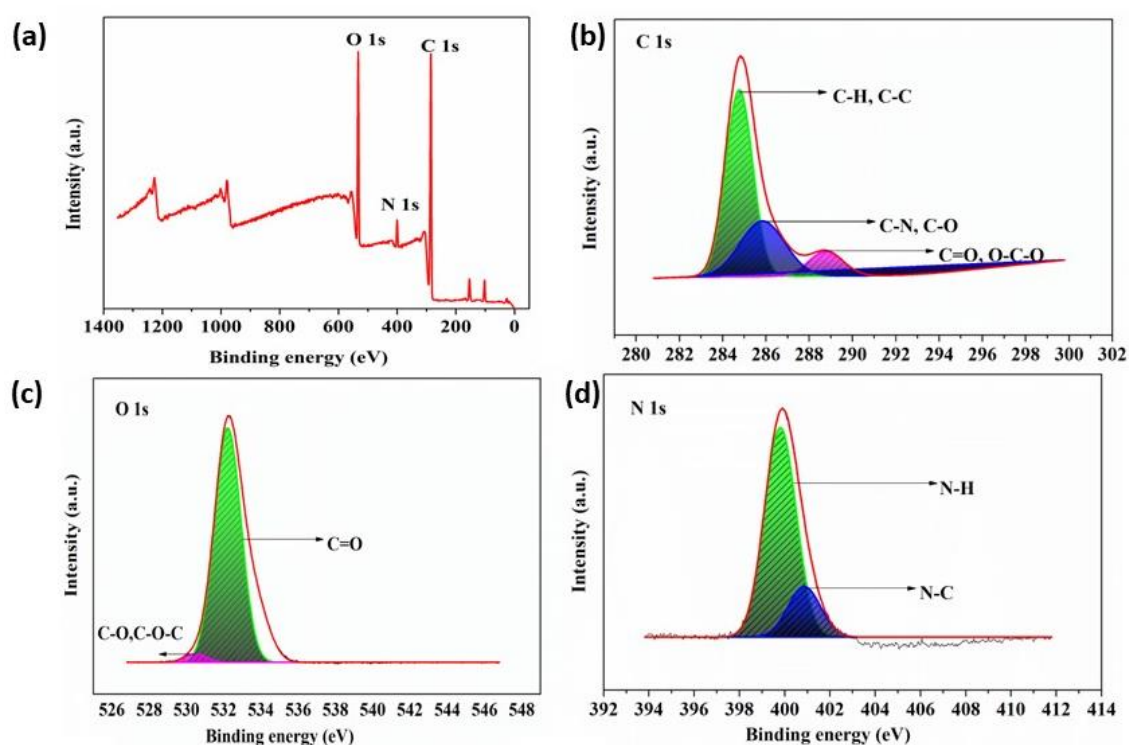 (a)
O 1s
C 1s
N 1s
Intensity (a.u.)
1400 1200 1000 800 600 400 200 0
Binding energy (eV)
(b)
C 1s
C-H, C-C
C-N, C-O
C=O, O-C-O
Intensity (a.u.)
280 282 284 286 288 290 292 294 296 298 300 302
Binding energy (eV)
(c)
O 1s
C=O
C-O,C-O-C
Intensity (a.u.)
526 528 530 532 534 536 538 540 542 544 546 548
Binding energy (eV)
(d)
N 1s
N-H
N-C
Intensity (a.u.)
392 394 396 398 400 402 404 406 408 410 412 414
Binding energy (eV)